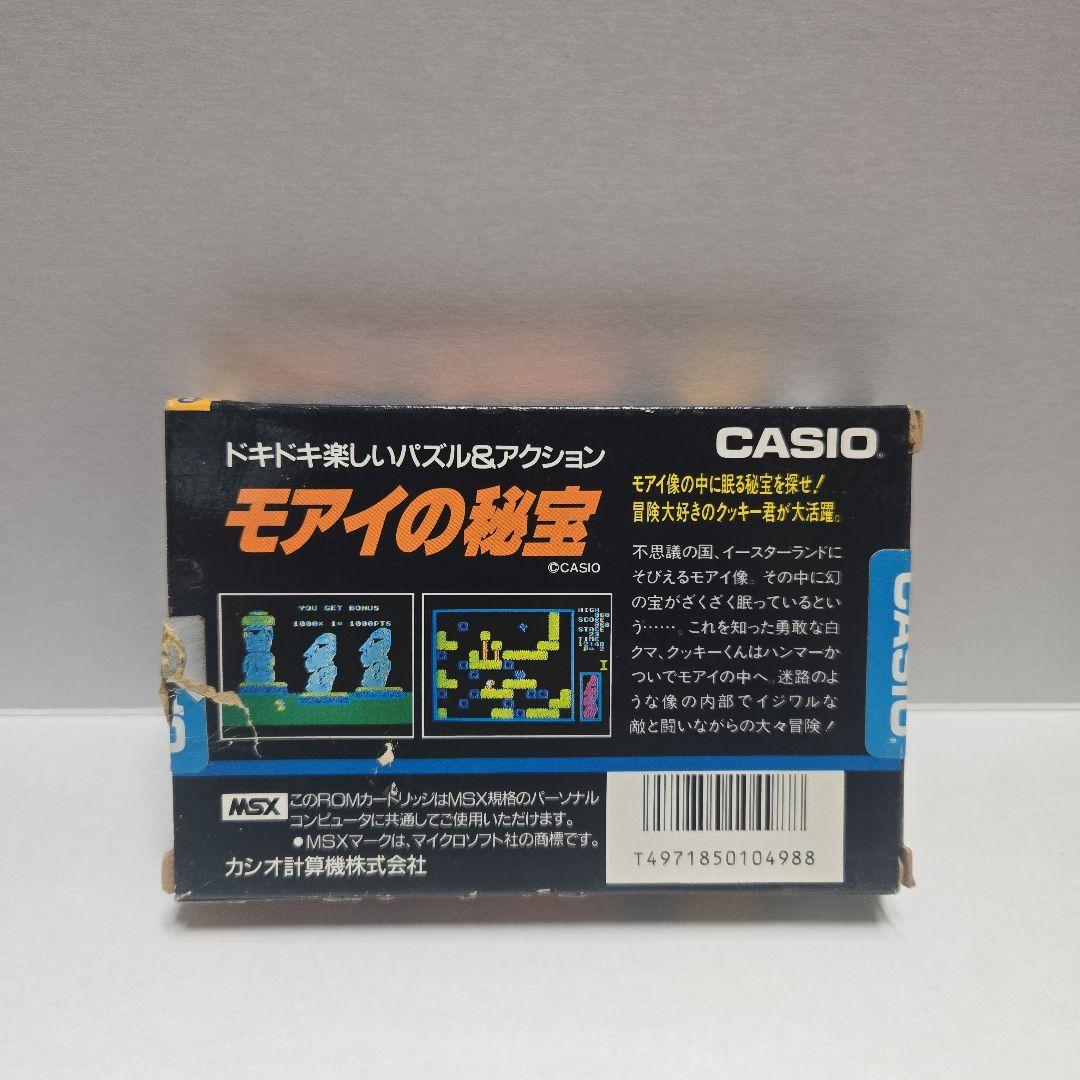 ドキドキ楽しいパズル&アクション
モアイの秘宝
©CASIO
CASIO®
モアイ像の中に眠る秘宝を探せ!
冒険大好きのクッキー君が大活躍。
不思議の国、イースターランドに
そびえるモアイ像。その中に幻
の宝がざくざく眠っているとい
う……。これを知った勇敢な白
クマ、クッキーくんはハンマーか
ついでモアイの中へ。迷路のよ
うな像の内部でイジワルな
敵と闘いながらの大々冒険!
YOU GET BONUS
1000X 1= 1000PTS
HIGH
SCORE
STAGE
23
TIME
CASIO®
MSX
このROMカードリッジはMSX規格のパーソナル
コンピュータに共通してご使用いただけます。
●MSXマークは、マイクロソフト社の商標です。
カシオ計算機株式会社
T4971850104988